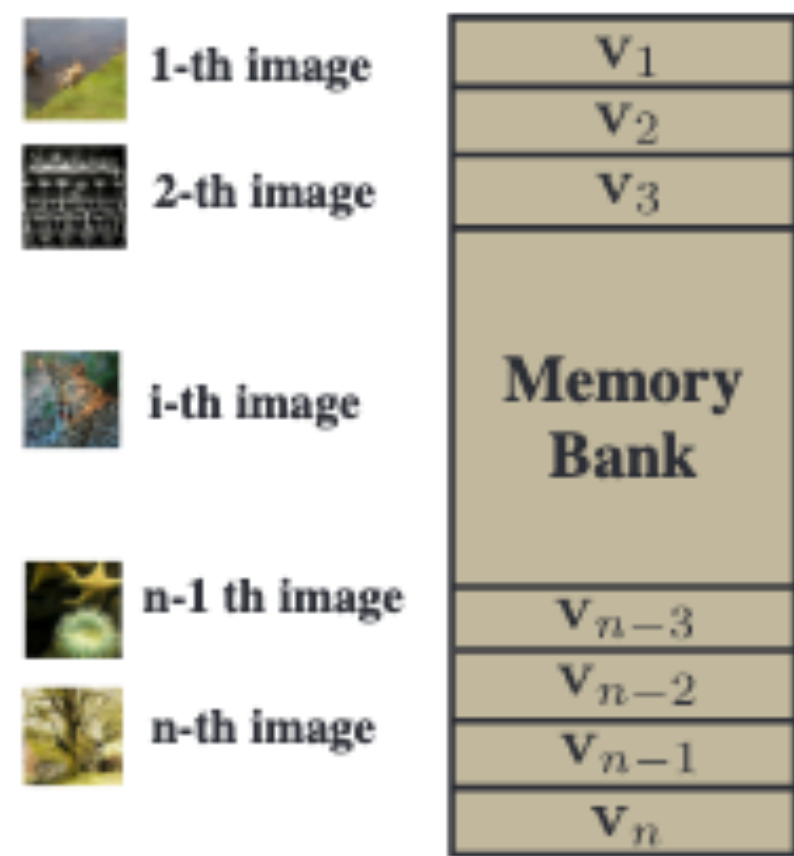 1-th image
2-th image
i-th image
n-1 th image
n-th image
v₁
v₂
v₃
Memory
Bank
vₙ₋₃
vₙ₋₂
vₙ₋₁
vₙ